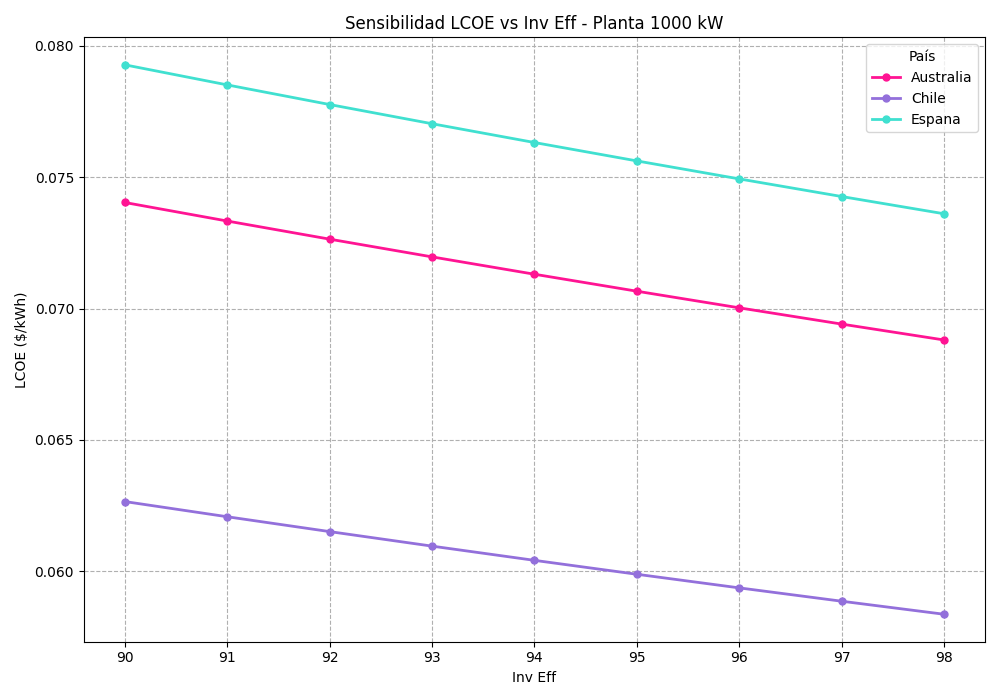 Sensibilidad LCOE vs Inv Eff - Planta 1000 kW
País
Australia
Chile
Espana
LCOE ($/kWh)
0.080
0.075
0.070
0.065
0.060
90 91 92 93 94 95 96 97 98
Inv Eff